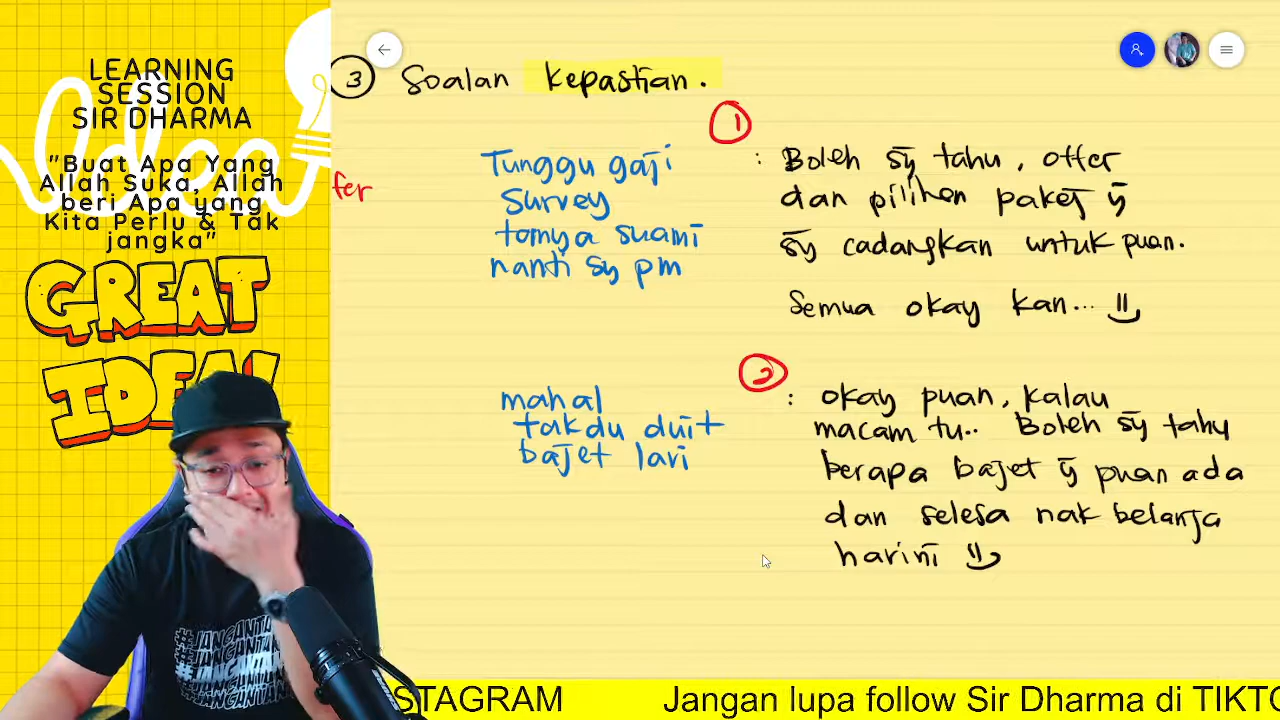 LEARNING
SESSION
SIR DHARMA
"Buat Apa Yang
Allah Suka, Allah
beri Apa yang
Kita Perlu & Tak
jangka"
GREAT
IDEA!
3 Soalan kepastian.
fer
1
Tunggu gaji
survey
tanya suami
nanti sy pm
: Boleh sy tahu, offer
dan pilihan pakej yg
sy cadangkan untuk puan.
Semua okay kan...
2
mahal
takdu duit
bajet lari
: okay puan, kalau
macam tu.. Boleh sy tahu
berapa bajet yg puan ada
dan selesa nak belanja
harini
#JANGANTAN
STAGRAM Jangan lupa follow Sir Dharma di TIKTO